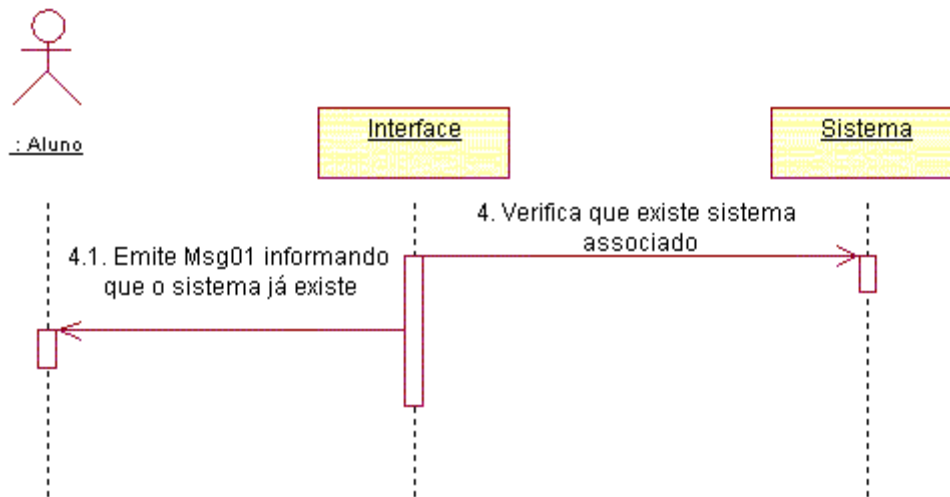 : Aluno
Interface
Sistema
4. Verifica que existe sistema
associado
4.1. Emite Msg01 informando
que o sistema já existe